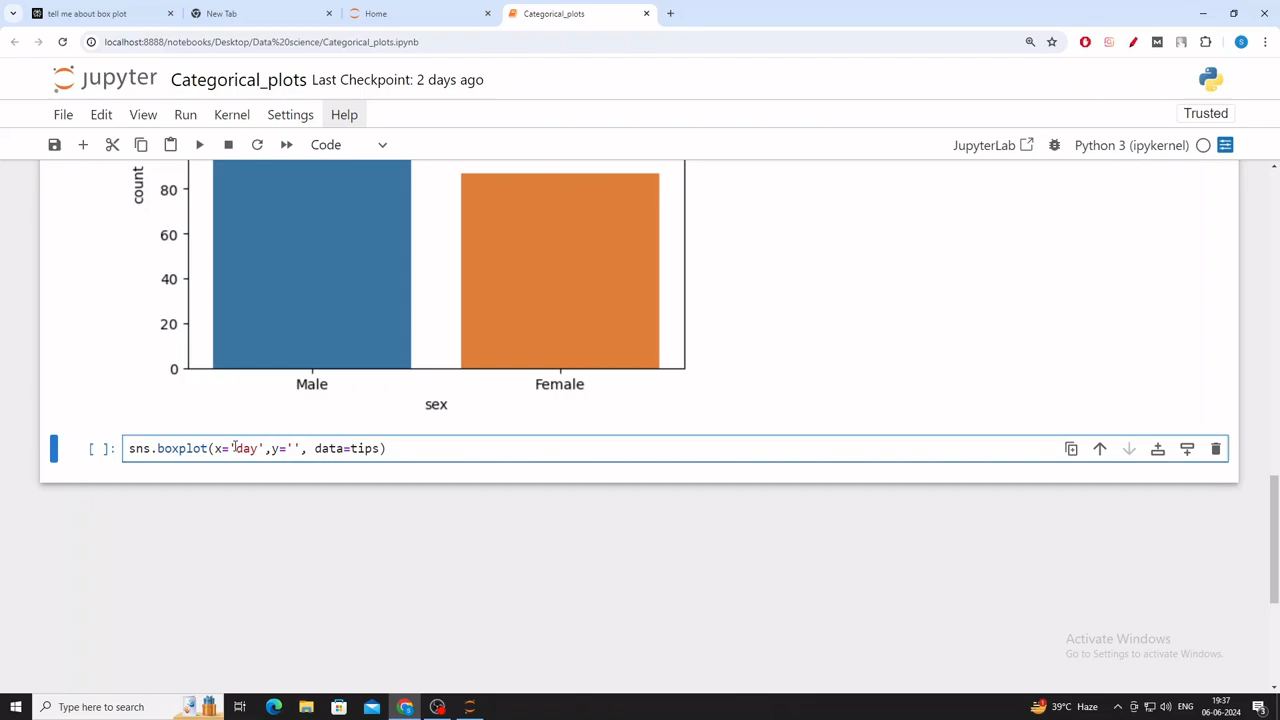 tell me about box plot
New Tab
Home
Categorical_plots
localhost:8888/notebooks/Desktop/Data%20science/Categorical_plots.ipynb
jupyter Categorical_plots Last Checkpoint: 2 days ago
File Edit View Run Kernel Settings Help
Trusted
Code
JupyterLab
Python 3 (ipykernel)
count
80
60
40
20
0
Male Female
sex
[ ]: sns.boxplot(x='day',y='', data=tips)
Activate Windows
Go to Settings to activate Windows.
Type here to search
39°C Haze
ENG
19:37
06-06-2024
3